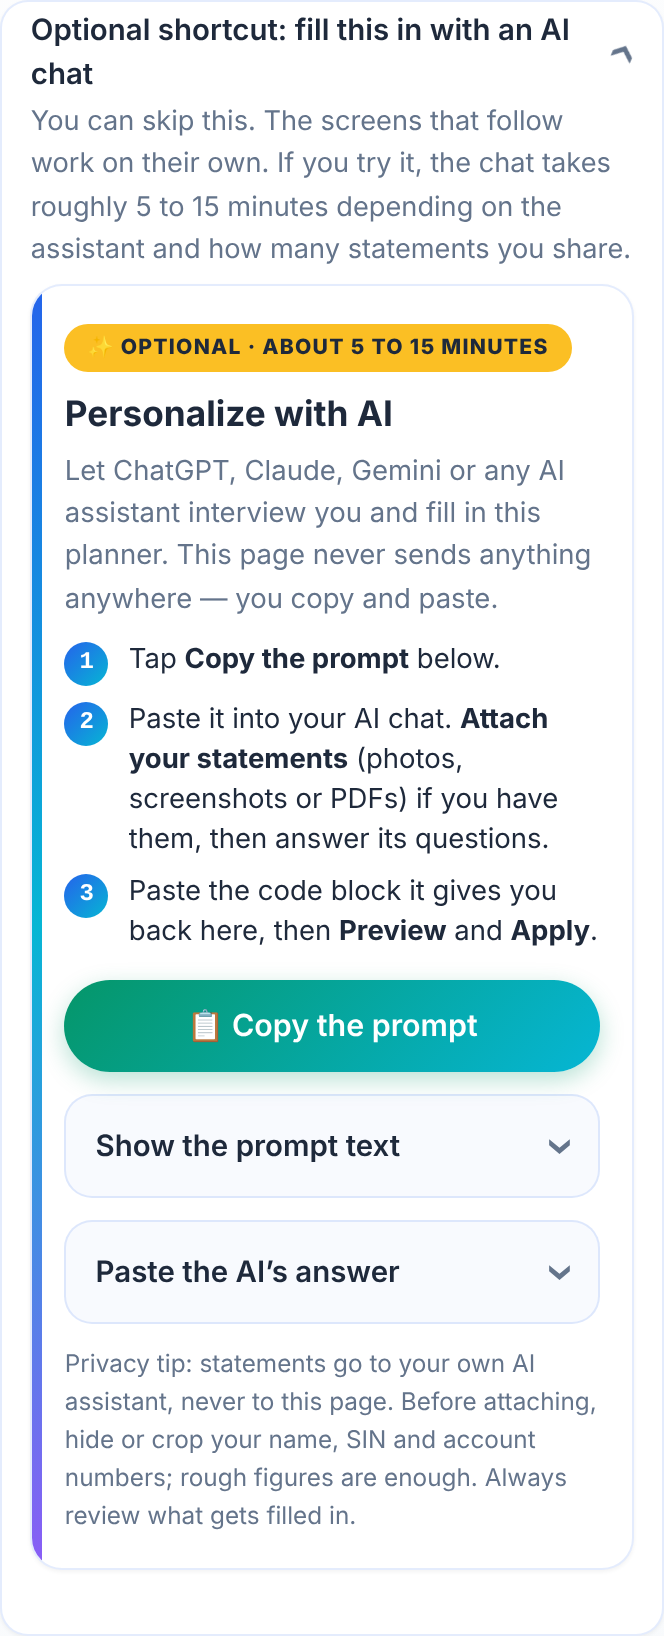 Optional shortcut: fill this in with an AI
chat
You can skip this. The screens that follow
work on their own. If you try it, the chat takes
roughly 5 to 15 minutes depending on the
assistant and how many statements you share.
✨ OPTIONAL · ABOUT 5 TO 15 MINUTES
Personalize with AI
Let ChatGPT, Claude, Gemini or any AI
assistant interview you and fill in this
planner. This page never sends anything
anywhere — you copy and paste.
1 Tap Copy the prompt below.
2 Paste it into your AI chat. Attach
your statements (photos,
screenshots or PDFs) if you have
them, then answer its questions.
3 Paste the code block it gives you
back here, then Preview and Apply.
📋 Copy the prompt
Show the prompt text
Paste the AI’s answer
Privacy tip: statements go to your own AI
assistant, never to this page. Before attaching,
hide or crop your name, SIN and account
numbers; rough figures are enough. Always
review what gets filled in.